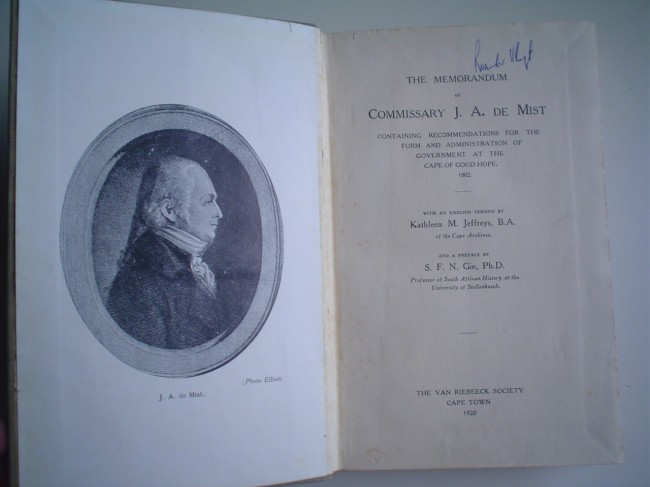 [Photo Elliott.
J. A. de Mist.
THE MEMORANDUM
OF
COMMISSARY J. A. DE MIST
CONTAINING RECOMMENDATIONS FOR THE
FORM AND ADMINISTRATION OF
GOVERNMENT AT THE
CAPE OF GOOD HOPE,
1802.
WITH AN ENGLISH VERSION BY
KATHLEEN M. JEFFREYS, B.A.
of the Cape Archives.
AND A PREFACE BY
S. F. N. GIE, PH.D.
Professor of South African History at the
University of Stellenbosch.
THE VAN RIEBEECK SOCIETY
CAPE TOWN
1920